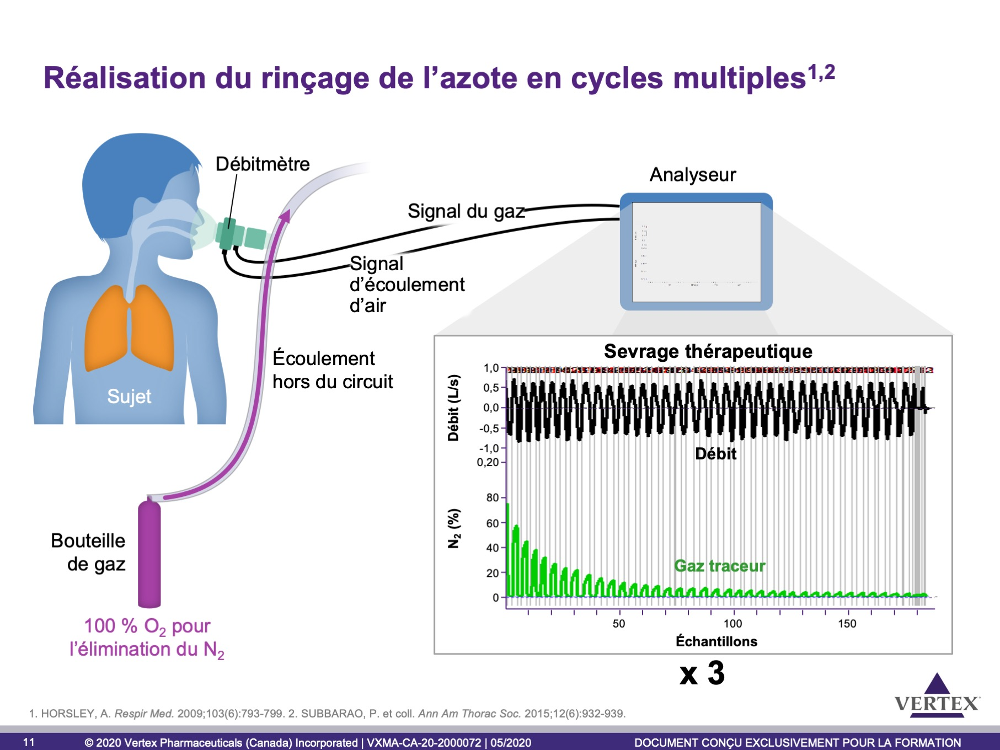 Réalisation du rinçage de l’azote en cycles multiples1,2
Débitmètre
Analyseur
Signal du gaz
Signal
d’écoulement
d’air
Écoulement
hors du circuit
Sujet
Bouteille
de gaz
100 % O2 pour
l’élimination du N2
Sevrage thérapeutique
Débit (L/s)
1,0
0,5
0,0
-0,5
-1,0
Débit
0,20
N2 (%)
80
60
40
20
0
Gaz traceur
50 100 150
Échantillons
x 3
VERTEX
1. HORSLEY, A. Respir Med. 2009;103(6):793-799. 2. SUBBARAO, P. et coll. Ann Am Thorac Soc. 2015;12(6):932-939.
11 © 2020 Vertex Pharmaceuticals (Canada) Incorporated | VXMA-CA-20-2000072 | 05/2020 DOCUMENT CONÇU EXCLUSIVEMENT POUR LA FORMATION